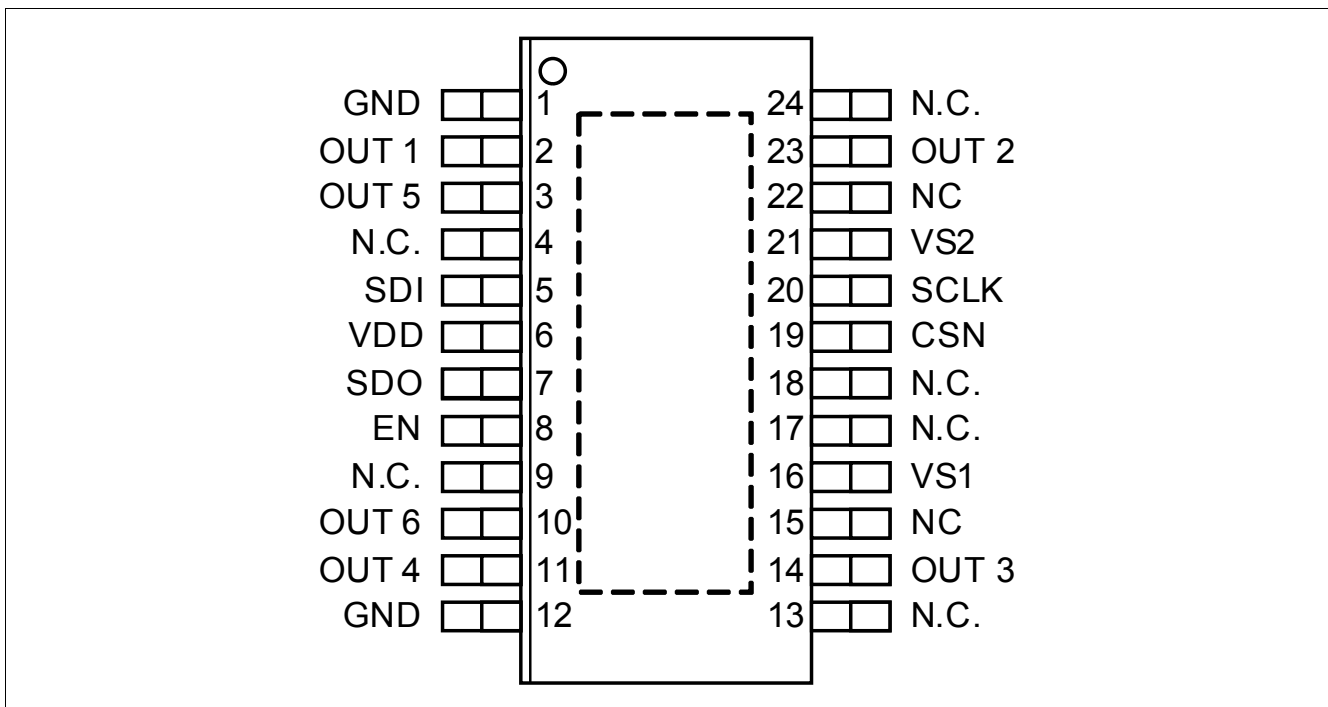 GND 1 24 N.C.
OUT 1 2 23 OUT 2
OUT 5 3 22 NC
N.C. 4 21 VS2
SDI 5 20 SCLK
VDD 6 19 CSN
SDO 7 18 N.C.
EN 8 17 N.C.
N.C. 9 16 VS1
OUT 6 10 15 NC
OUT 4 11 14 OUT 3
GND 12 13 N.C.